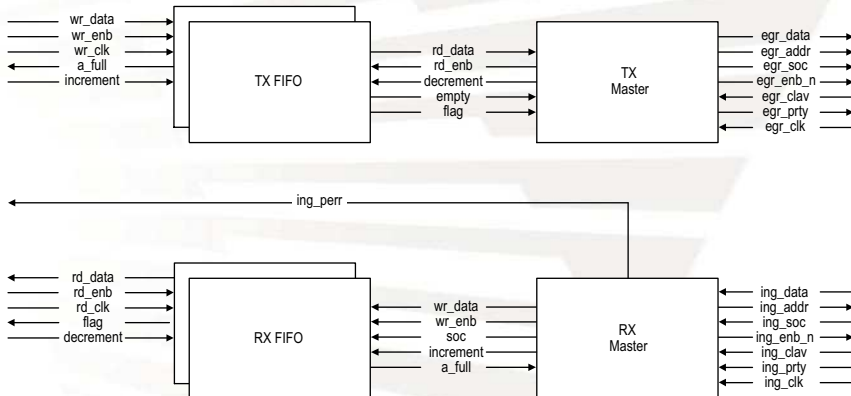 wr_data
wr_enb
wr_clk
a_full
increment
TX FIFO
rd_data
rd_enb
decrement
empty
flag
TX
Master
egr_data
egr_addr
egr_soc
egr_enb_n
egr_clav
egr_prty
egr_clk
ing_perr
rd_data
rd_enb
rd_clk
flag
decrement
RX FIFO
wr_data
wr_enb
soc
increment
a_full
RX
Master
ing_data
ing_addr
ing_soc
ing_enb_n
ing_clav
ing_prty
ing_clk